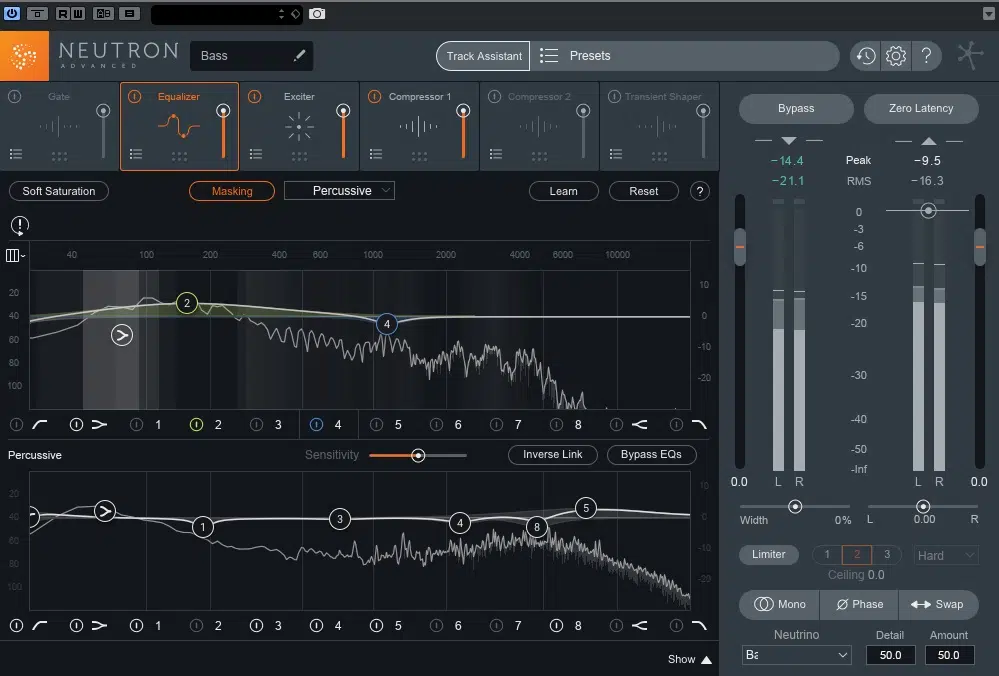 R W AB
NEUTRON
ADVANCED
Bass
Track Assistant
Presets
?
Gate
Equalizer
Exciter
Compressor 1
Compressor 2
Transient Shaper
Bypass
Zero Latency
-14.4 Peak -9.5
-21.1 RMS -16.3
Soft Saturation
Masking
Percussive
Learn
Reset
?
40 100 200 400 600 1000 2000 4000 6000 10000
20
40
60
80
100
10
0
-10
-20
2
4
1 2 3 4 5 6 7 8
Percussive
Sensitivity
Inverse Link
Bypass EQs
20
40
60
80
100
10
0
-10
-20
1 3 4 8 5
1 2 3 4 5 6 7 8
Show
0
-3
-6
-10
-15
-20
-30
-40
-50
-Inf
0.0 L R L R 0.0
Width 0% L 0.00 R
Limiter 1 2 3 Hard
Ceiling 0.0
Mono Phase Swap
Neutrino Detail Amount
Ba 50.0 50.0